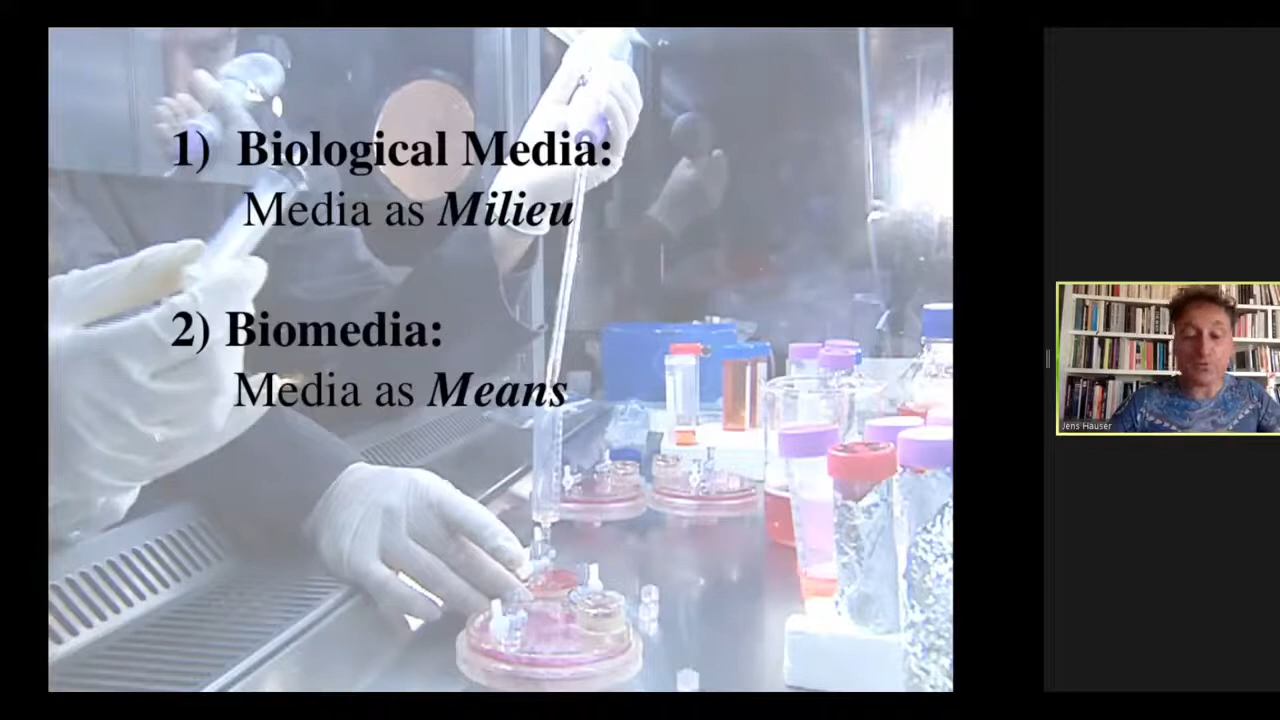 1) Biological Media:
Media as Milieu
2) Biomedia:
Media as Means
Jens Hauser